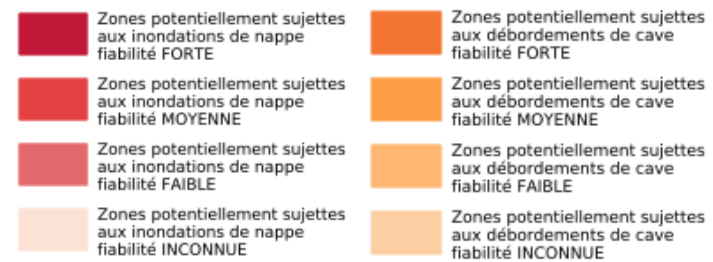 Zones potentiellement sujettes
aux inondations de nappe
fiabilité FORTE
Zones potentiellement sujettes
aux inondations de nappe
fiabilité MOYENNE
Zones potentiellement sujettes
aux inondations de nappe
fiabilité FAIBLE
Zones potentiellement sujettes
aux inondations de nappe
fiabilité INCONNUE
Zones potentiellement sujettes
aux débordements de cave
fiabilité FORTE
Zones potentiellement sujettes
aux débordements de cave
fiabilité MOYENNE
Zones potentiellement sujettes
aux débordements de cave
fiabilité FAIBLE
Zones potentiellement sujettes
aux débordements de cave
fiabilité INCONNUE